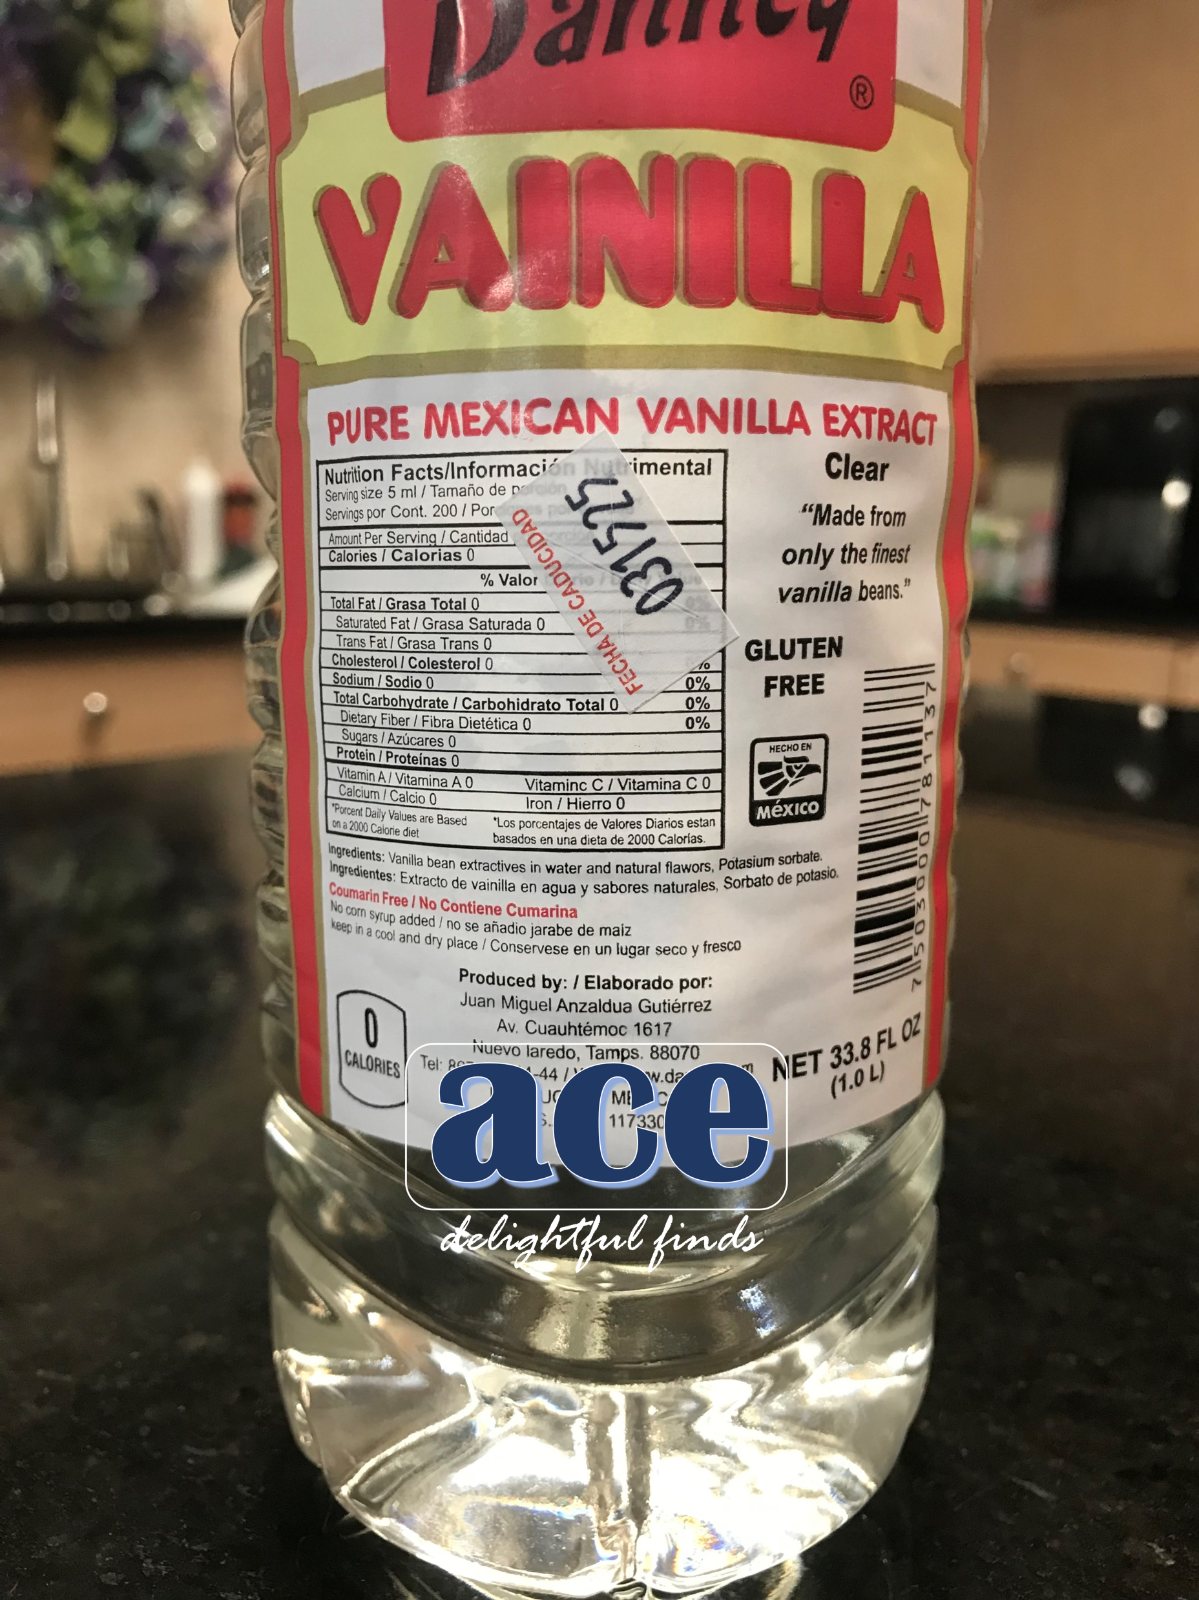 Danncy
®
VAINILLA
PURE MEXICAN VANILLA EXTRACT
Nutrition Facts/Información Nutrimental
Serving size 5 ml / Tamaño de porción
Servings por Cont. 200 / Por
Amount Per Serving / Cantidad
Calories / Calorias 0
% Valor
Total Fat / Grasa Total 0 0%
Saturated Fat / Grasa Saturada 0 0%
Trans Fat / Grasa Trans 0
Cholesterol / Colesterol 0 %
Sodium / Sodio 0 0%
Total Carbohydrate / Carbohidrato Total 0 0%
Dietary Fiber / Fibra Dietética 0 0%
Sugars / Azúcares 0
Protein / Proteínas 0
Vitamin A / Vitamina A 0 Vitaminc C / Vitamina C 0
Calcium / Calcio 0 Iron / Hierro 0
*Porcent Daily Values are Based
on a 2000 Calorie diet
*Los porcentajes de Valores Diarios estan
basados en una dieta de 2000 Calorías.
FECHA DE CADUCIDAD
031525
Clear
“Made from
only the finest
vanilla beans.”
GLUTEN
FREE
HECHO EN
MéXICO
7503000781137
Ingredients: Vanilla bean extractives in water and natural flawors, Potasium sorbate.
Ingredientes: Extracto de vainilla en agua y sabores naturales, Sorbato de potasio.
Coumarin Free / No Contiene Cumarina
No corn syrup added / no se añadio jarabe de maiz
keep in a cool and dry place / Conservese en un lugar seco y fresco
Produced by: / Elaborado por:
Juan Miguel Anzaldua Gutiérrez
Av. Cuauhtémoc 1617
Nuevo laredo, Tamps. 88070
Tel:
0
CALORIES
NET 33.8 FL OZ
(1.0 L)
ace
delightful finds